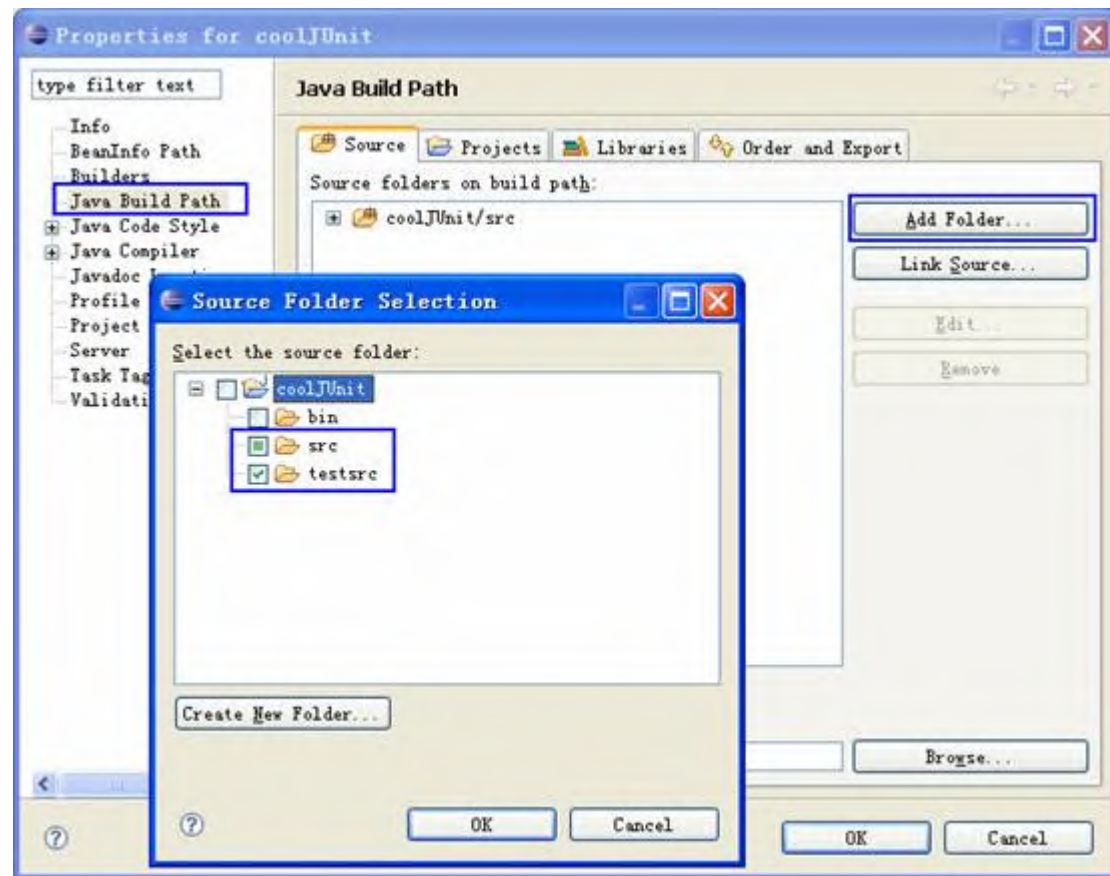 Properties for coolJUnit
type filter text
Info
BeanInfo Path
Builders
Java Build Path
Java Code Style
Java Compiler
Javadoc
Profile
Project
Server
Task
Java Build Path
Source
Projects
Libraries
Order and Export
Source folders on build path:
coolJUnit/src
Add Folder...
Link Source...
Edit...
Remove
Browse...
OK
Cancel
Source Folder Selection
Select the source folder:
coolJUnit
bin
src
testsrc
Create New Folder...
OK
Cancel